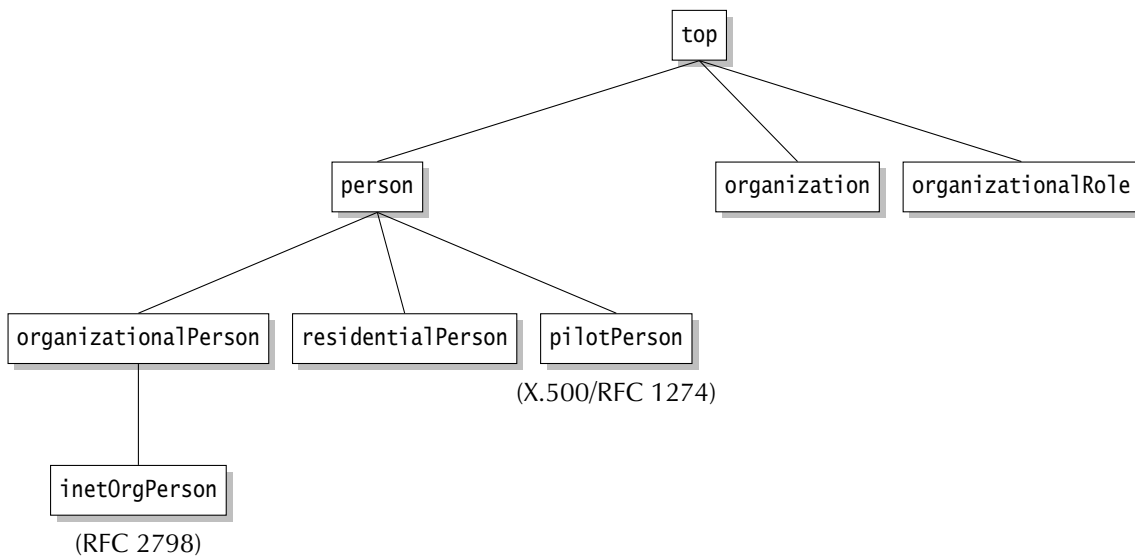 top
person
organization
organizationalRole
organizationalPerson
residentialPerson
pilotPerson
(X.500/RFC 1274)
inetOrgPerson
(RFC 2798)